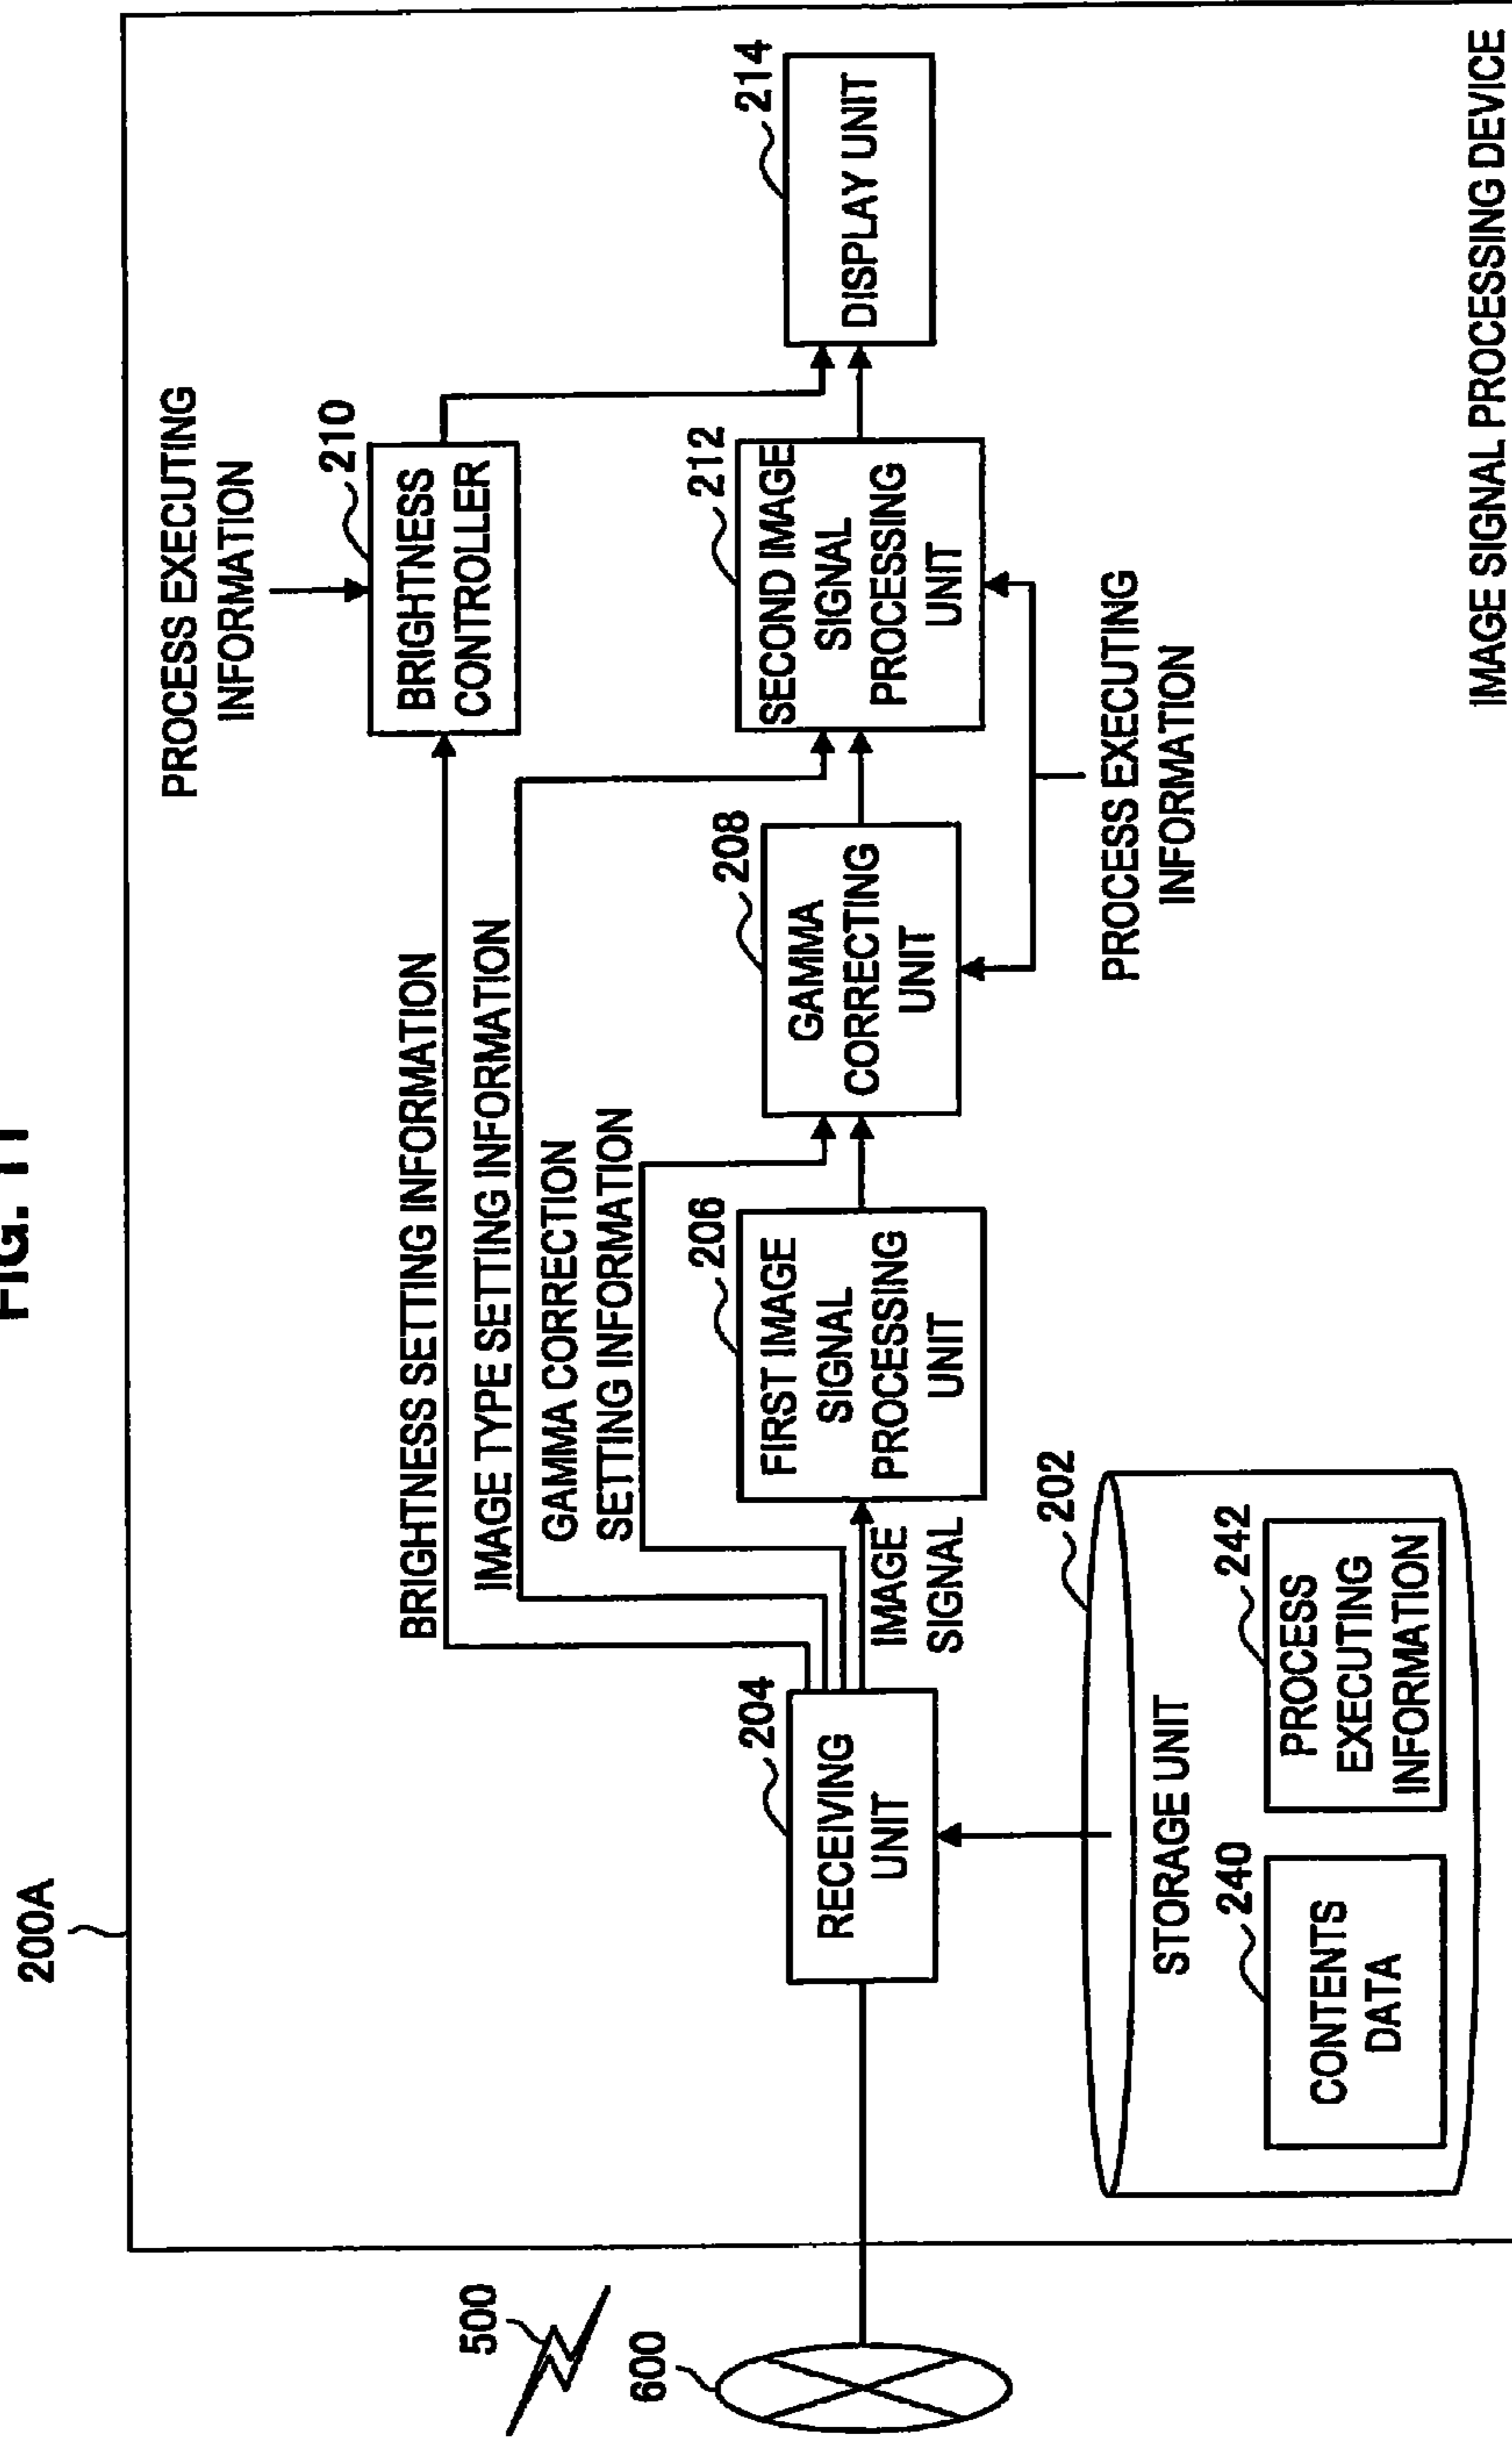 FIG. 11
200A
500
600
PROCESS EXECUTING
INFORMATION
210
BRIGHTNESS
CONTROLLER
BRIGHTNESS SETTING INFORMATION
IMAGE TYPE SETTING INFORMATION
GAMMA CORRECTION
SETTING INFORMATION
204
RECEIVING
UNIT
IMAGE
SIGNAL
206
FIRST IMAGE
SIGNAL
PROCESSING
UNIT
208
GAMMA
CORRECTING
UNIT
212
SECOND IMAGE
SIGNAL
PROCESSING
UNIT
214
DISPLAY UNIT
PROCESS EXECUTING
INFORMATION
202
STORAGE UNIT
240
CONTENTS
DATA
242
PROCESS
EXECUTING
INFORMATION
IMAGE SIGNAL PROCESSING DEVICE